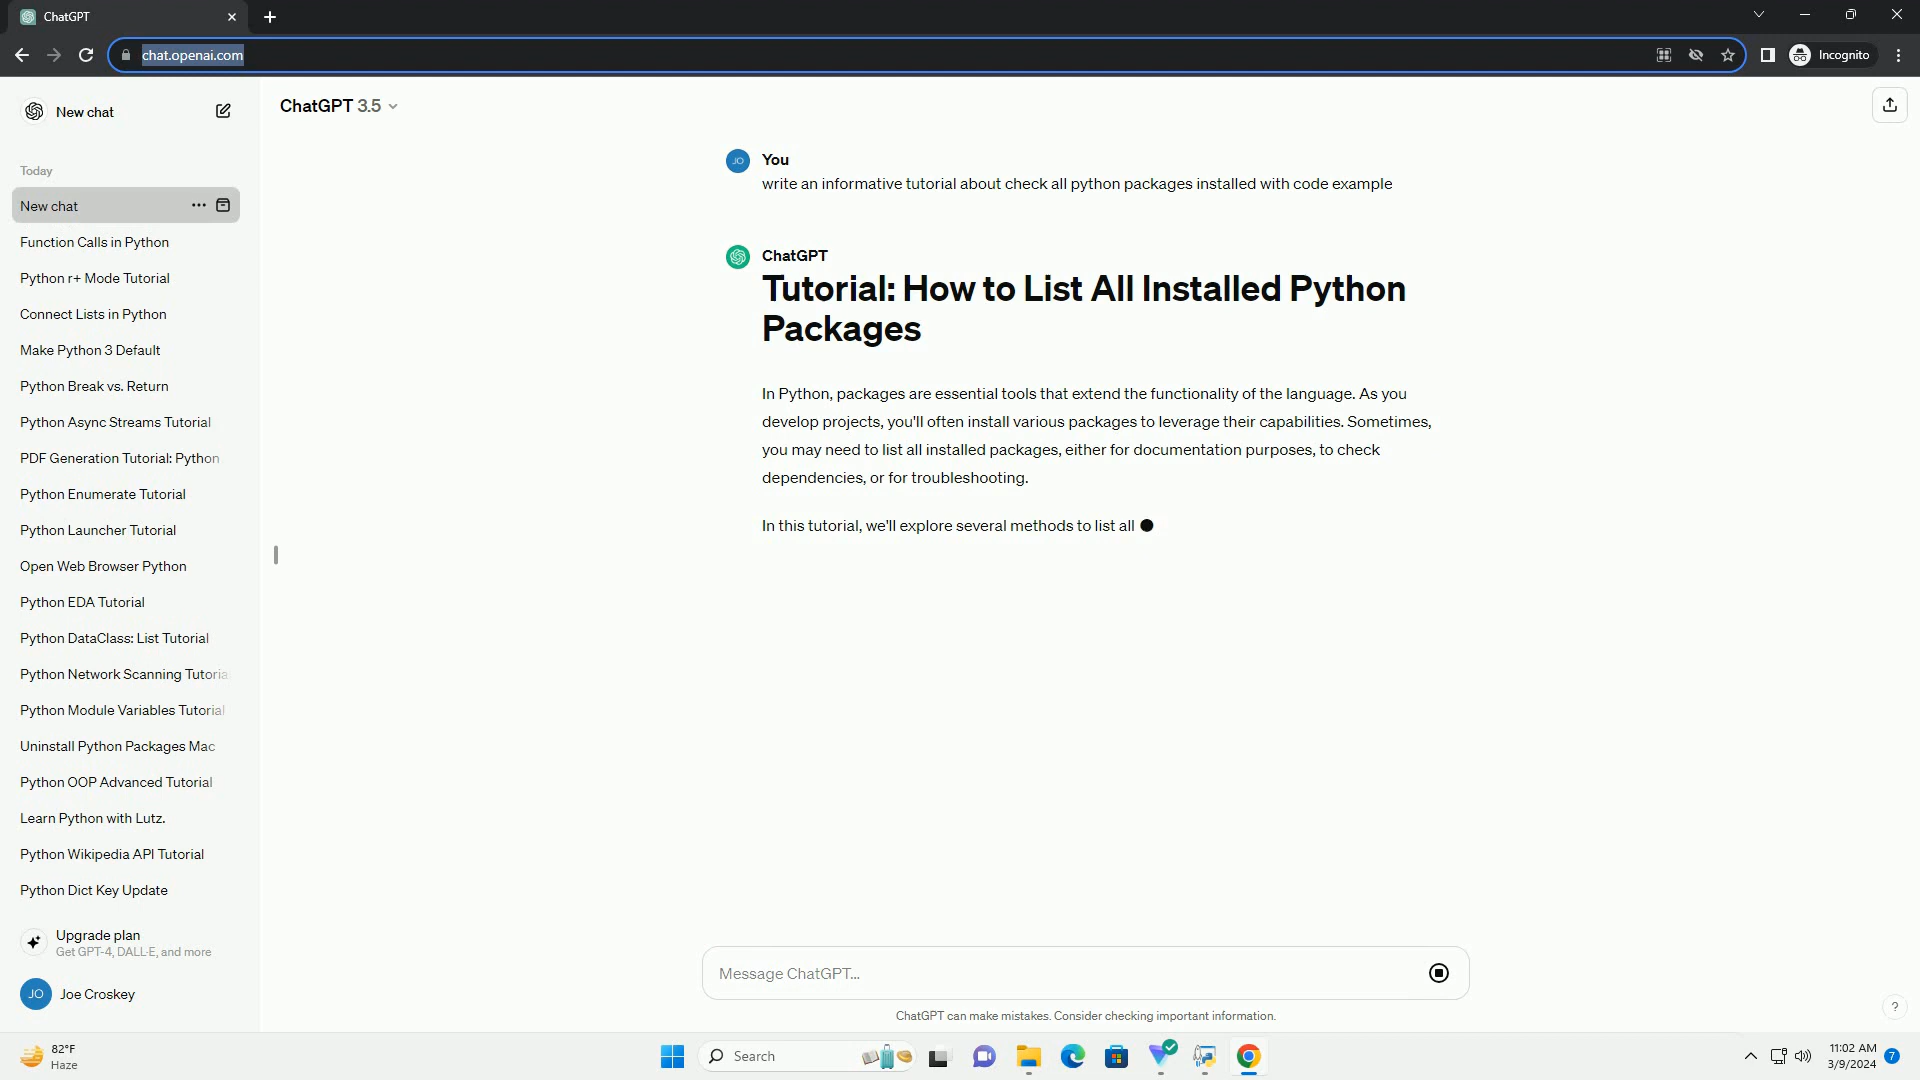 ChatGPT
chat.openai.com
Incognito
New chat
Today
New chat
Function Calls in Python
Python r+ Mode Tutorial
Connect Lists in Python
Make Python 3 Default
Python Break vs. Return
Python Async Streams Tutorial
PDF Generation Tutorial: Python
Python Enumerate Tutorial
Python Launcher Tutorial
Open Web Browser Python
Python EDA Tutorial
Python DataClass: List Tutorial
Python Network Scanning Tutoria
Python Module Variables Tutorial
Uninstall Python Packages Mac
Python OOP Advanced Tutorial
Learn Python with Lutz.
Python Wikipedia API Tutorial
Python Dict Key Update
Upgrade plan
Get GPT-4, DALL·E, and more
JO Joe Croskey
ChatGPT 3.5
JO You
write an informative tutorial about check all python packages installed with code example
ChatGPT
Tutorial: How to List All Installed Python
Packages
In Python, packages are essential tools that extend the functionality of the language. As you
develop projects, you'll often install various packages to leverage their capabilities. Sometimes,
you may need to list all installed packages, either for documentation purposes, to check
dependencies, or for troubleshooting.
In this tutorial, we'll explore several methods to list all
Message ChatGPT...
ChatGPT can make mistakes. Consider checking important information.
?
82°F
Haze
Search
11:02 AM
3/9/2024
7